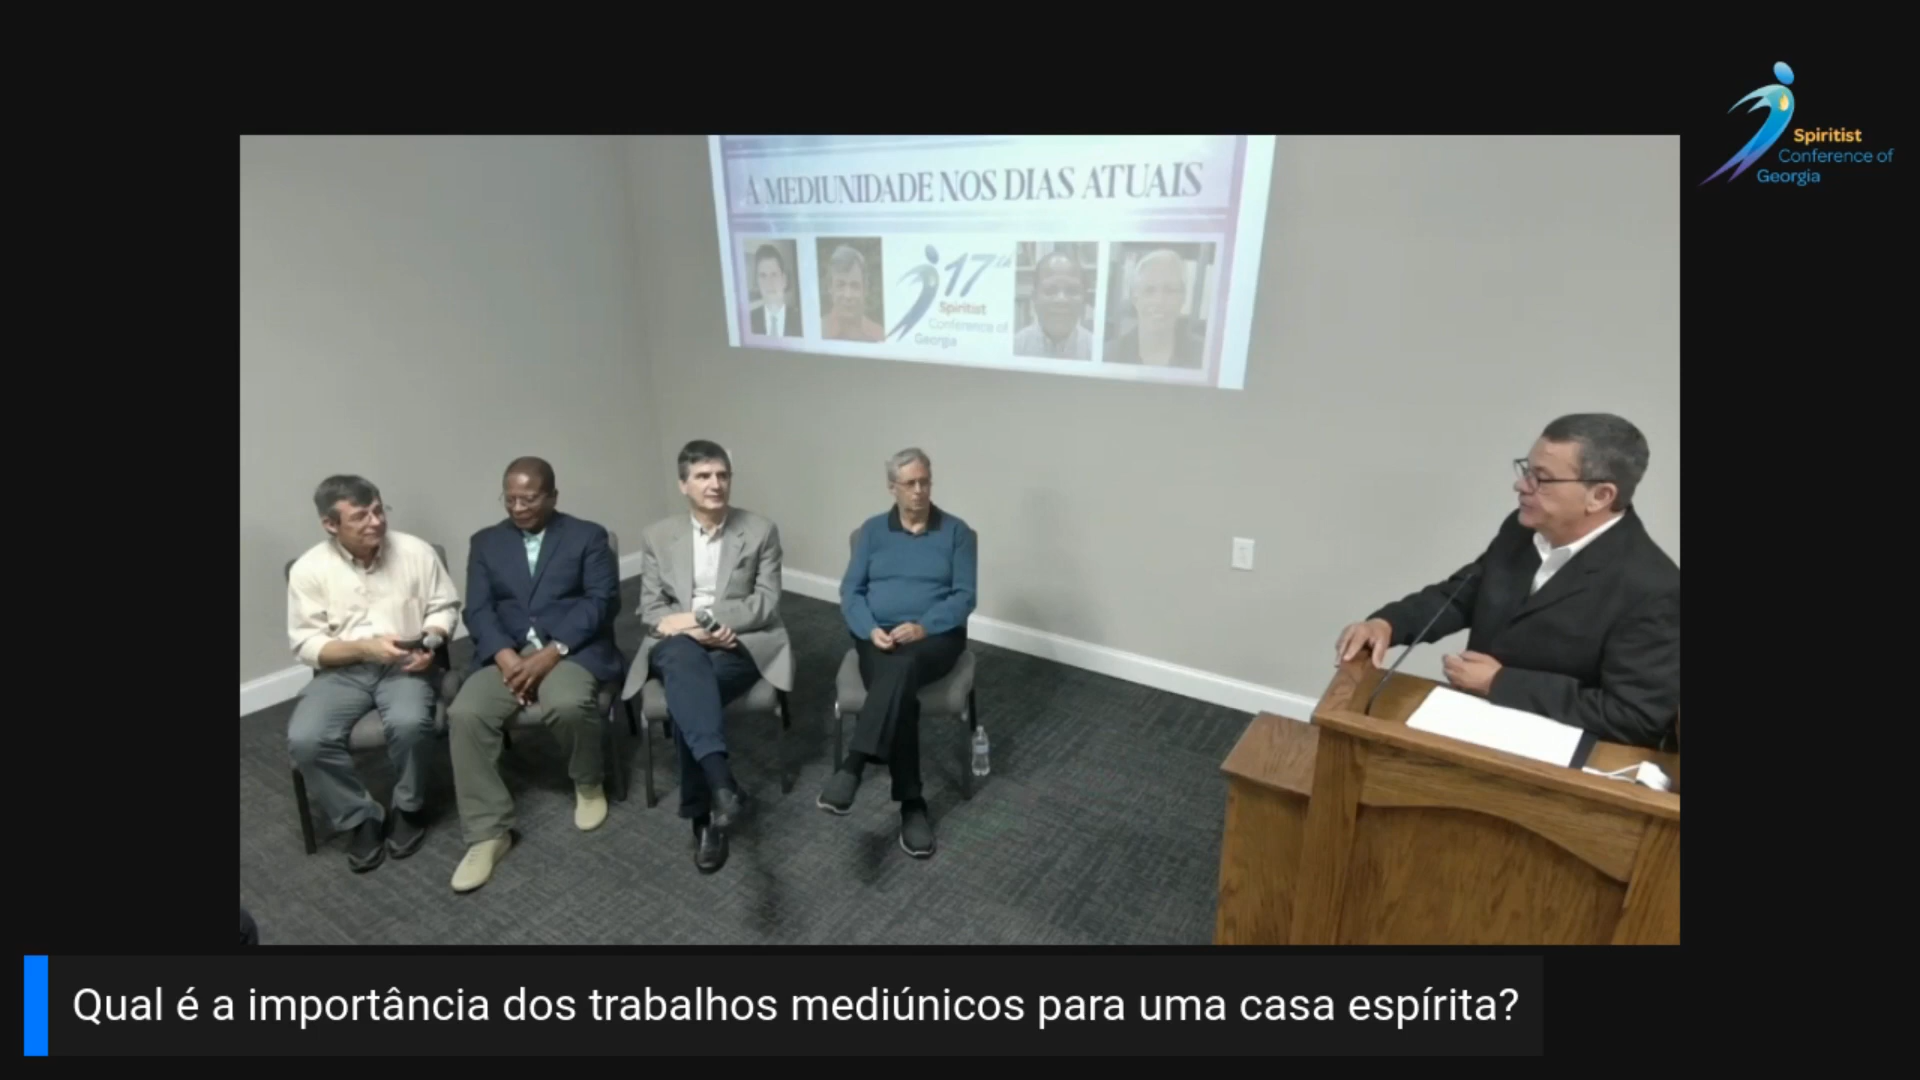 Spiritist
Conference of
Georgia
A MEDIUNIDADE NOS DIAS ATUAIS
17th
Spiritist
Conference of
Georgia
Qual é a importância dos trabalhos mediúnicos para uma casa espírita?